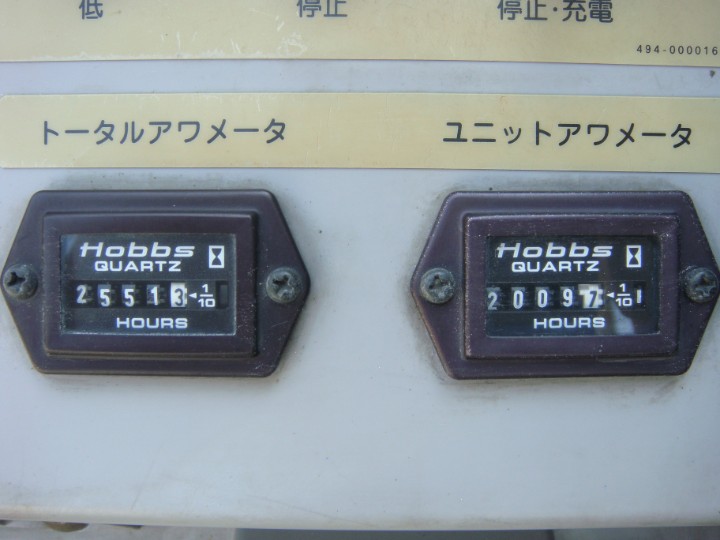 低 停止 停止・充電
494-000016
トータルアワメータ ユニットアワメータ
Hobbs
QUARTZ
25513 1/10
HOURS
Hobbs
QUARTZ
20097 1/10
HOURS